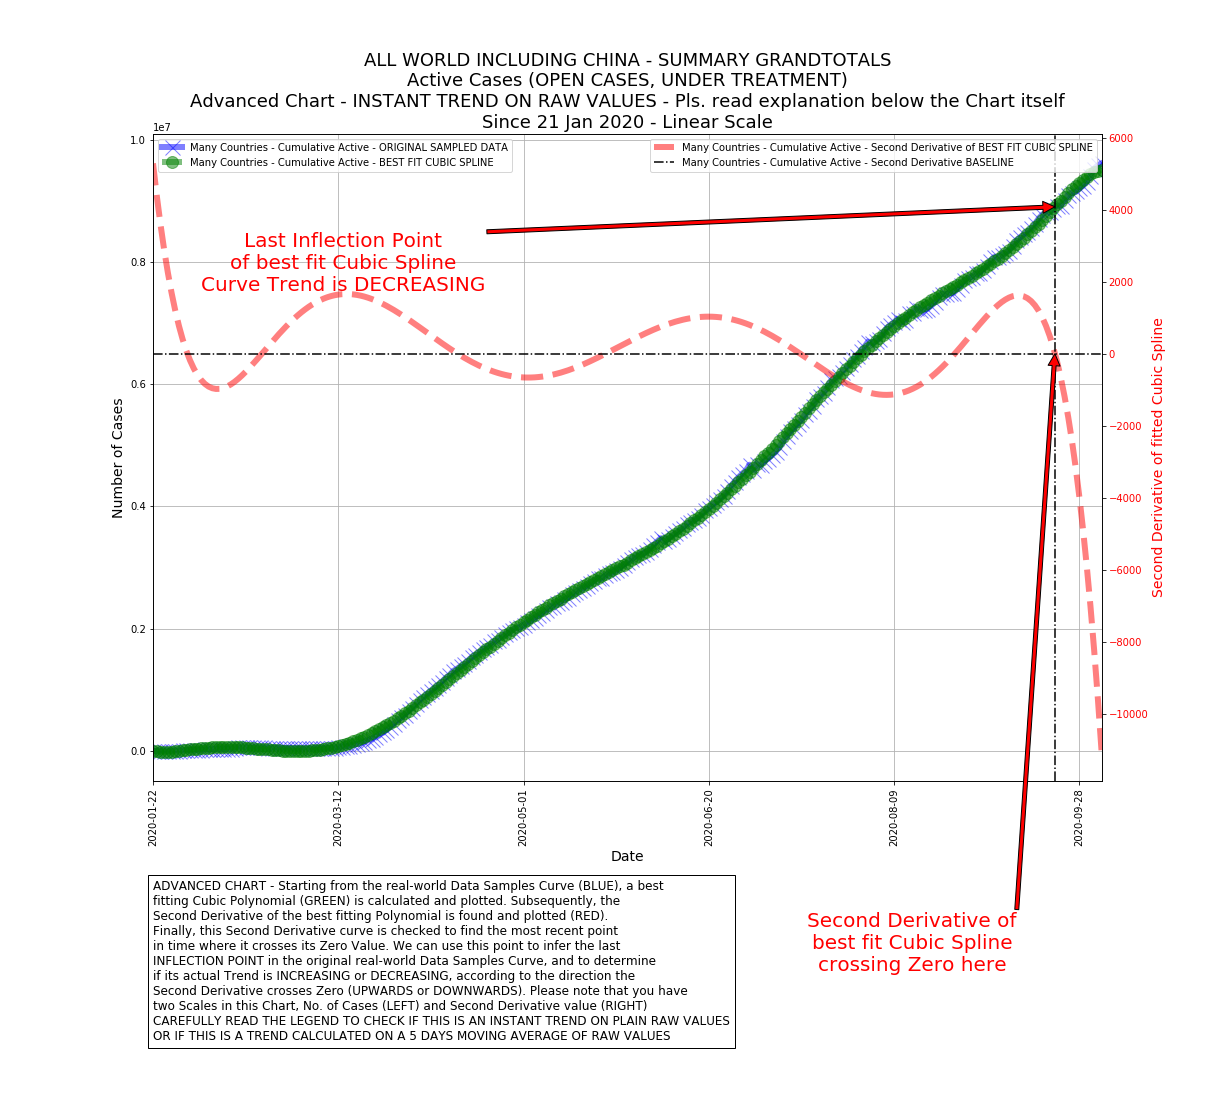 ALL WORLD INCLUDING CHINA - SUMMARY GRANDTOTALS
Active Cases (OPEN CASES, UNDER TREATMENT)
Advanced Chart - INSTANT TREND ON RAW VALUES - Pls. read explanation below the Chart itself
Since 21 Jan 2020 - Linear Scale
1e7
Many Countries - Cumulative Active - ORIGINAL SAMPLED DATA
Many Countries - Cumulative Active - BEST FIT CUBIC SPLINE
Many Countries - Cumulative Active - Second Derivative of BEST FIT CUBIC SPLINE
Many Countries - Cumulative Active - Second Derivative BASELINE
Last Inflection Point
of best fit Cubic Spline
Curve Trend is DECREASING
Number of Cases
1.0
0.8
0.6
0.4
0.2
0.0
6000
4000
2000
0
−2000
−4000
−6000
−8000
−10000
Second Derivative of fitted Cubic Spline
2020-01-22
2020-03-12
2020-05-01
2020-06-20
2020-08-09
2020-09-28
Date
ADVANCED CHART - Starting from the real-world Data Samples Curve (BLUE), a best
fitting Cubic Polynomial (GREEN) is calculated and plotted. Subsequently, the
Second Derivative of the best fitting Polynomial is found and plotted (RED).
Finally, this Second Derivative curve is checked to find the most recent point
in time where it crosses its Zero Value. We can use this point to infer the last
INFLECTION POINT in the original real-world Data Samples Curve, and to determine
if its actual Trend is INCREASING or DECREASING, according to the direction the
Second Derivative crosses Zero (UPWARDS or DOWNWARDS). Please note that you have
two Scales in this Chart, No. of Cases (LEFT) and Second Derivative value (RIGHT)
CAREFULLY READ THE LEGEND TO CHECK IF THIS IS AN INSTANT TREND ON PLAIN RAW VALUES
OR IF THIS IS A TREND CALCULATED ON A 5 DAYS MOVING AVERAGE OF RAW VALUES
Second Derivative of
best fit Cubic Spline
crossing Zero here